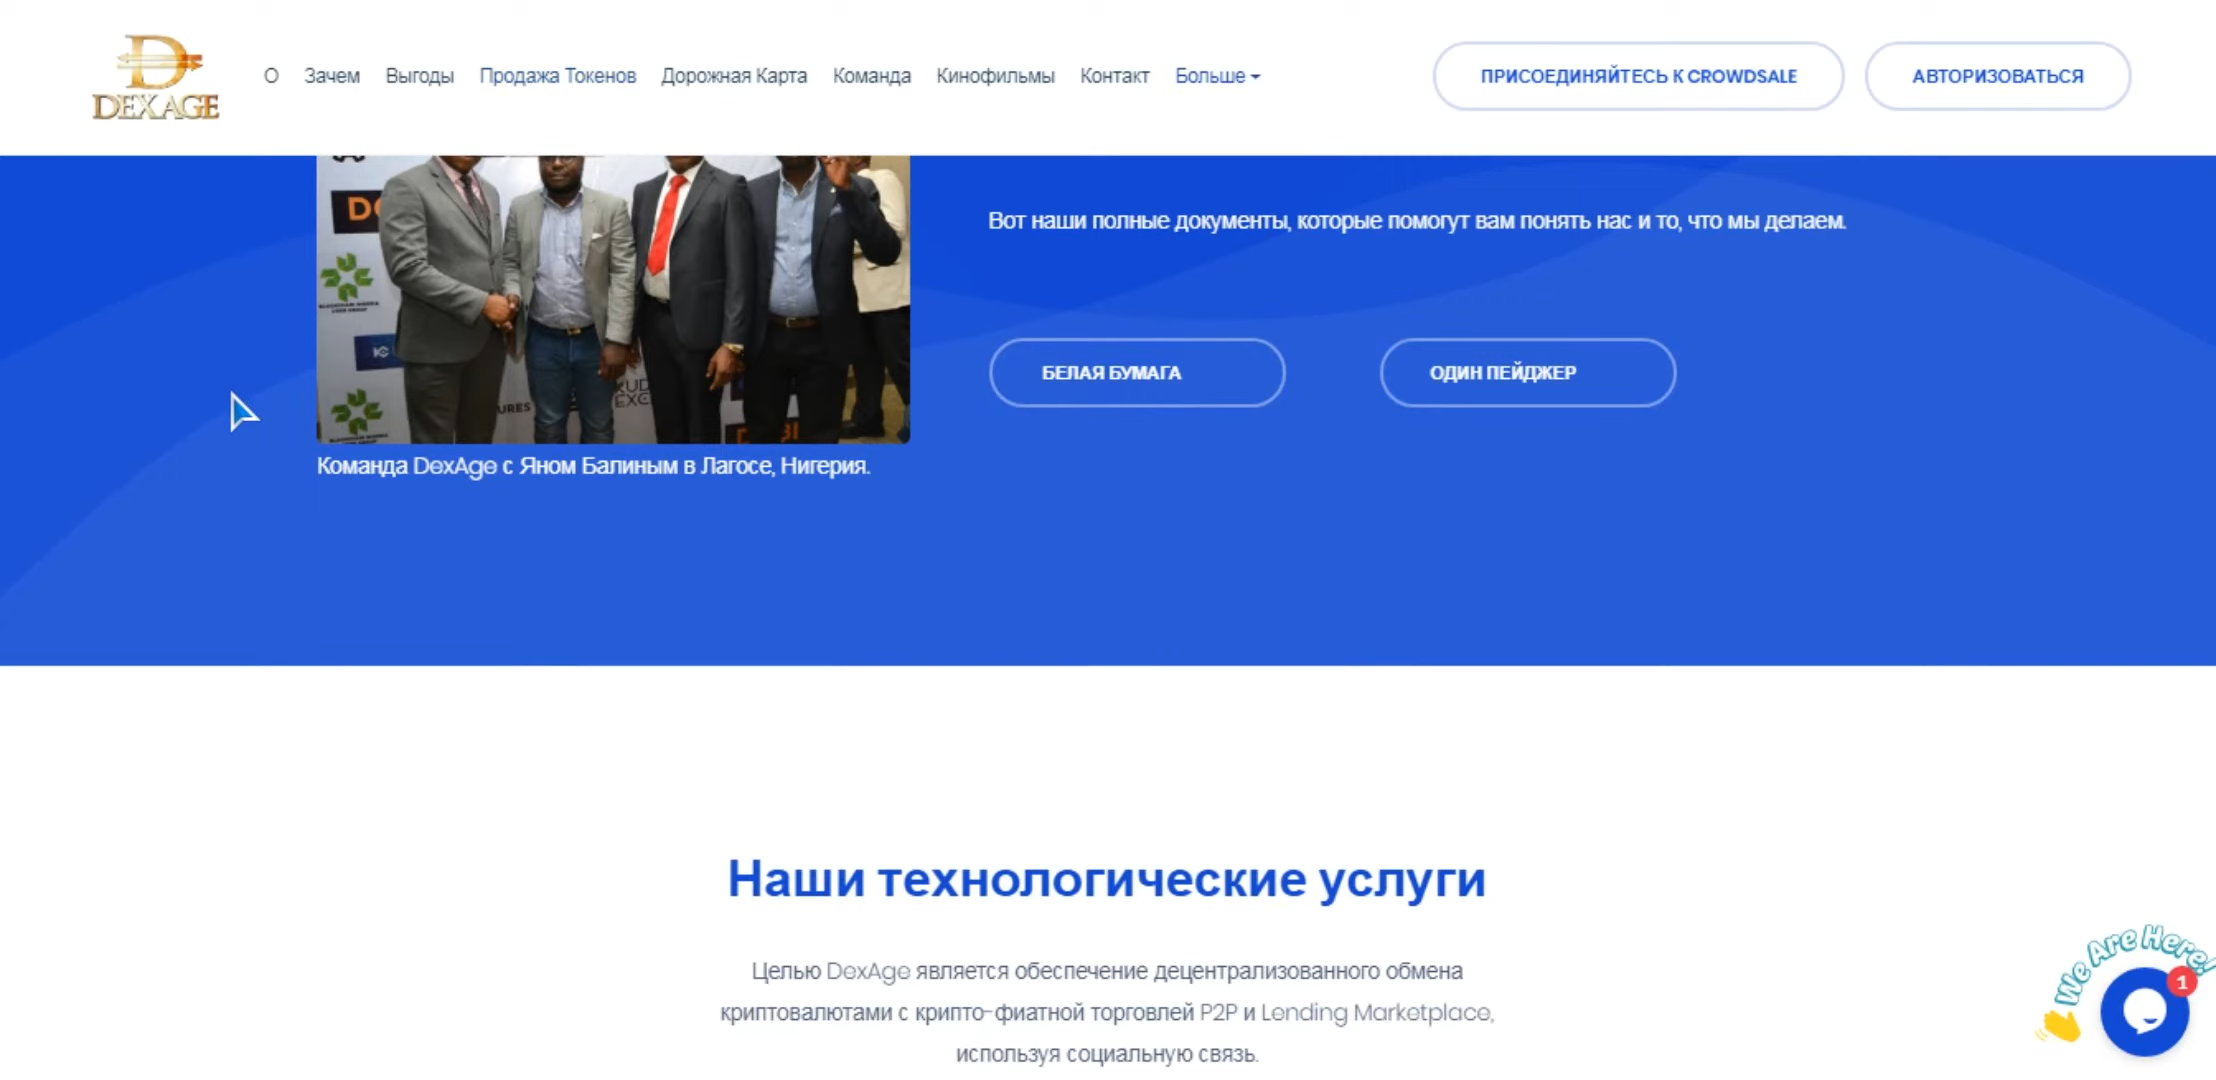 DEXAGE
О Зачем Выгоды Продажа Токенов Дорожная Карта Команда Кинофильмы Контакт Больше
ПРИСОЕДИНЯЙТЕСЬ К CROWDSALE
АВТОРИЗОВАТЬСЯ
URES
Команда DexAge с Яном Балиным в Лагосе, Нигерия.
Вот наши полные документы, которые помогут вам понять нас и то, что мы делаем.
БЕЛАЯ БУМАГА
ОДИН ПЕЙДЖЕР
Наши технологические услуги
Целью DexAge является обеспечение децентрализованного обмена
криптовалютами с крипто-фиатной торговлей P2P и Lending Marketplace,
используя социальную связь.
We Are Here!
1